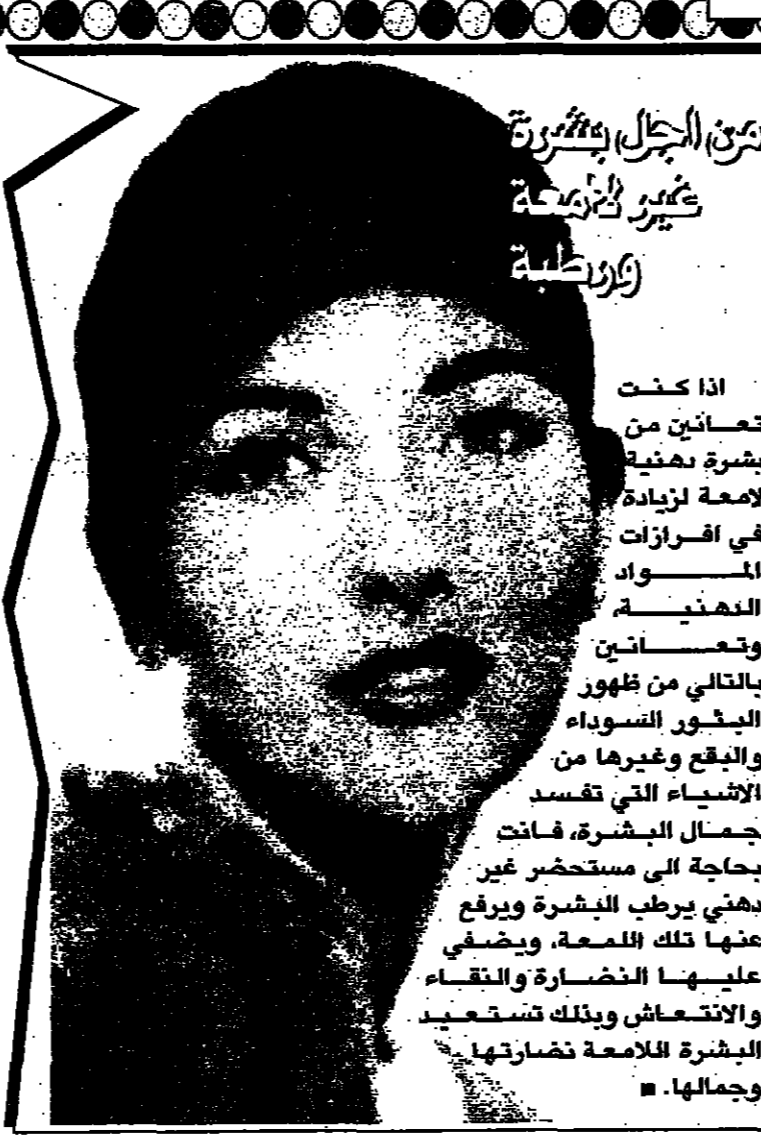 من اجل بشرة
غير لامعة
ورطبة
اذا كنت
تعانين من
بشرة دهنية
لامعة لزيادة
في افرازات
المواد
الدهنية،
وتعانين
بالتالي من ظهور
البثور السوداء
والبقع وغيرها من
الاشياء التي تفسد
جمال البشرة، فانت
بحاجة الى مستحضر غير
دهني يرطب البشرة ويرفع
عنها تلك اللمعة، ويضفي
عليها النضارة والنقاء
والانتعاش وبذلك تستعيد
البشرة اللامعة نضارتها
وجمالها. ■